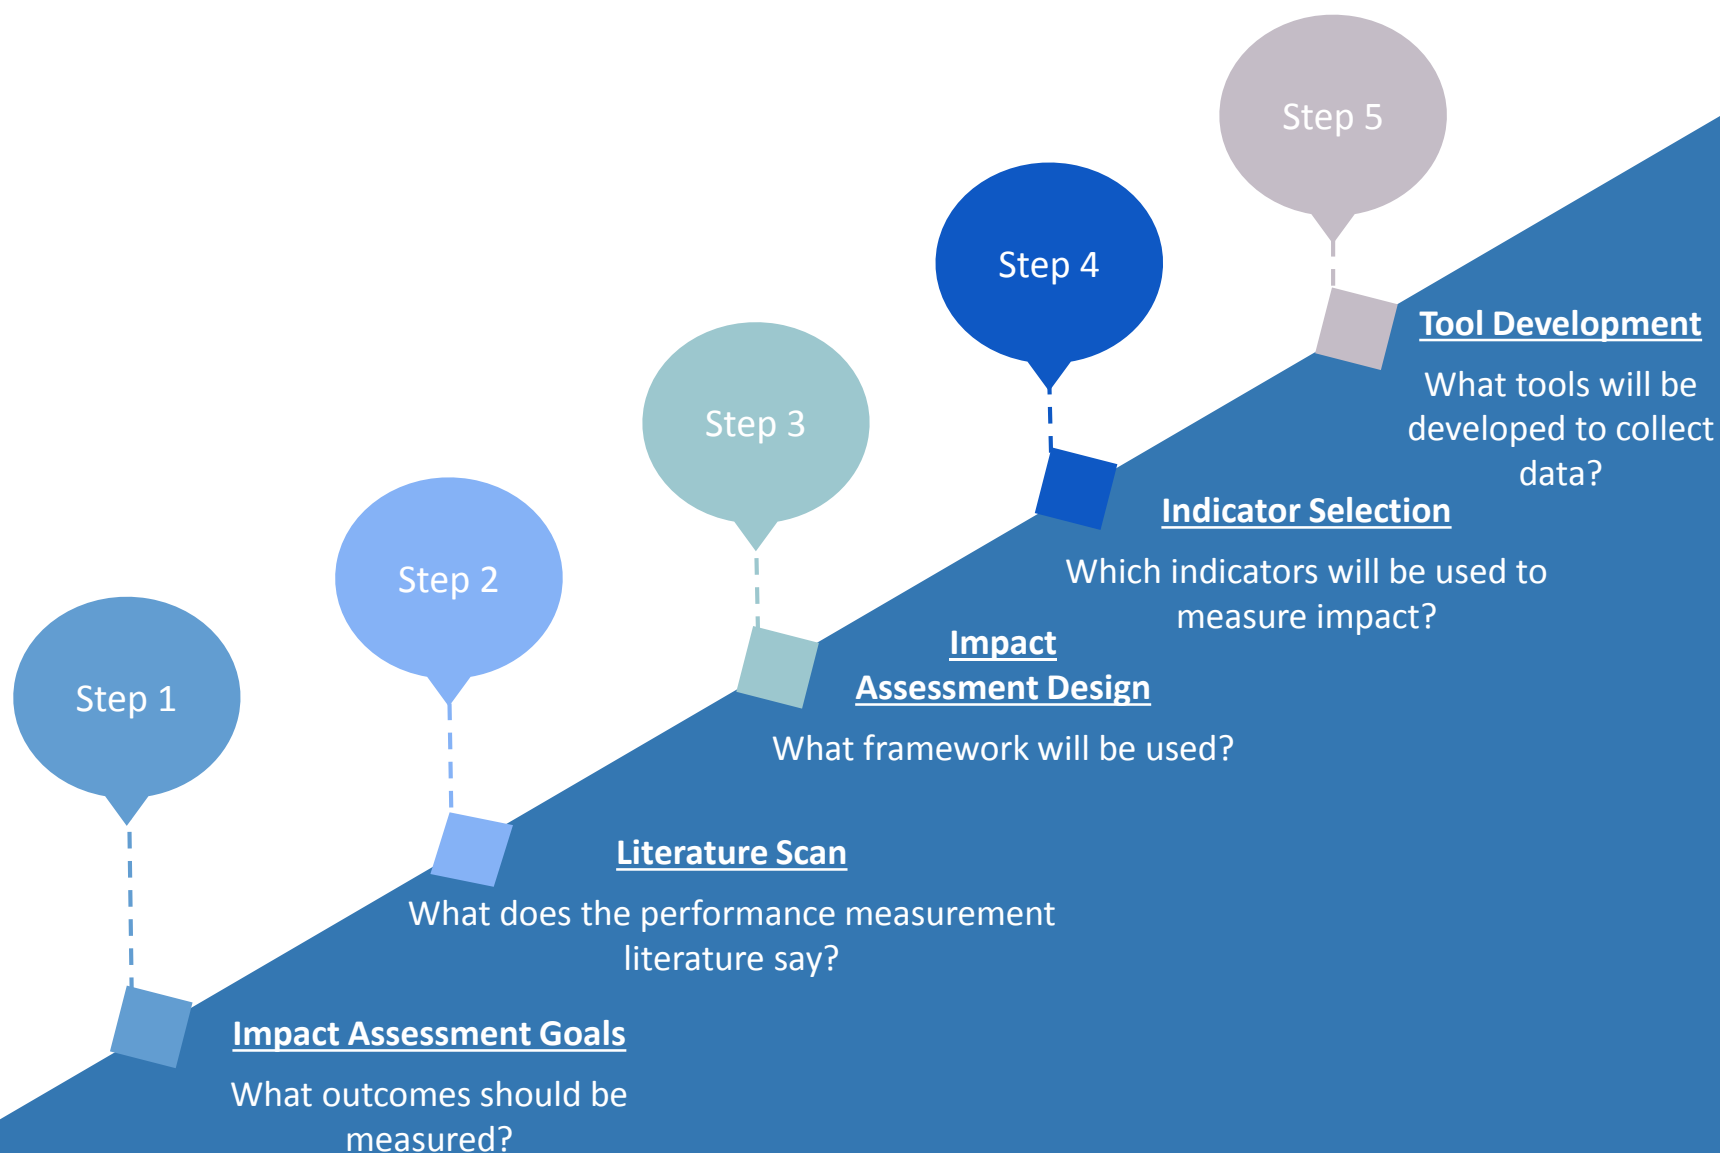 Step 1
Impact Assessment Goals
What outcomes should be
measured?
Step 2
Literature Scan
What does the performance measurement
literature say?
Step 3
Impact
Assessment Design
What framework will be used?
Step 4
Indicator Selection
Which indicators will be used to
measure impact?
Step 5
Tool Development
What tools will be
developed to collect
data?